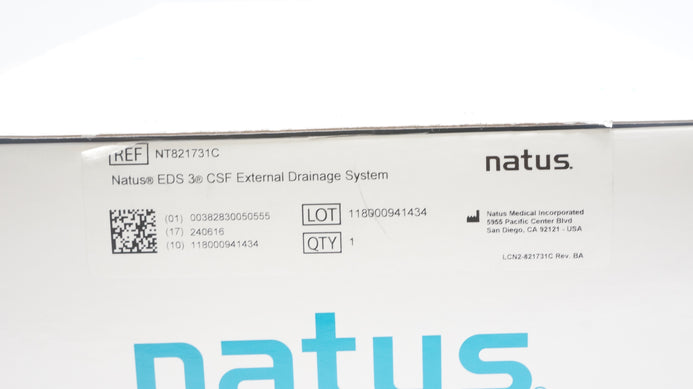 REF NT821731C
Natus® EDS 3® CSF External Drainage System
natus.
(01) 00382830050555
(17) 240616
(10) 118000941434
LOT 118000941434
QTY 1
Natus Medical Incorporated
5955 Pacific Center Blvd
San Diego, CA 92121 - USA
LCN2-821731C Rev. BA
natus®